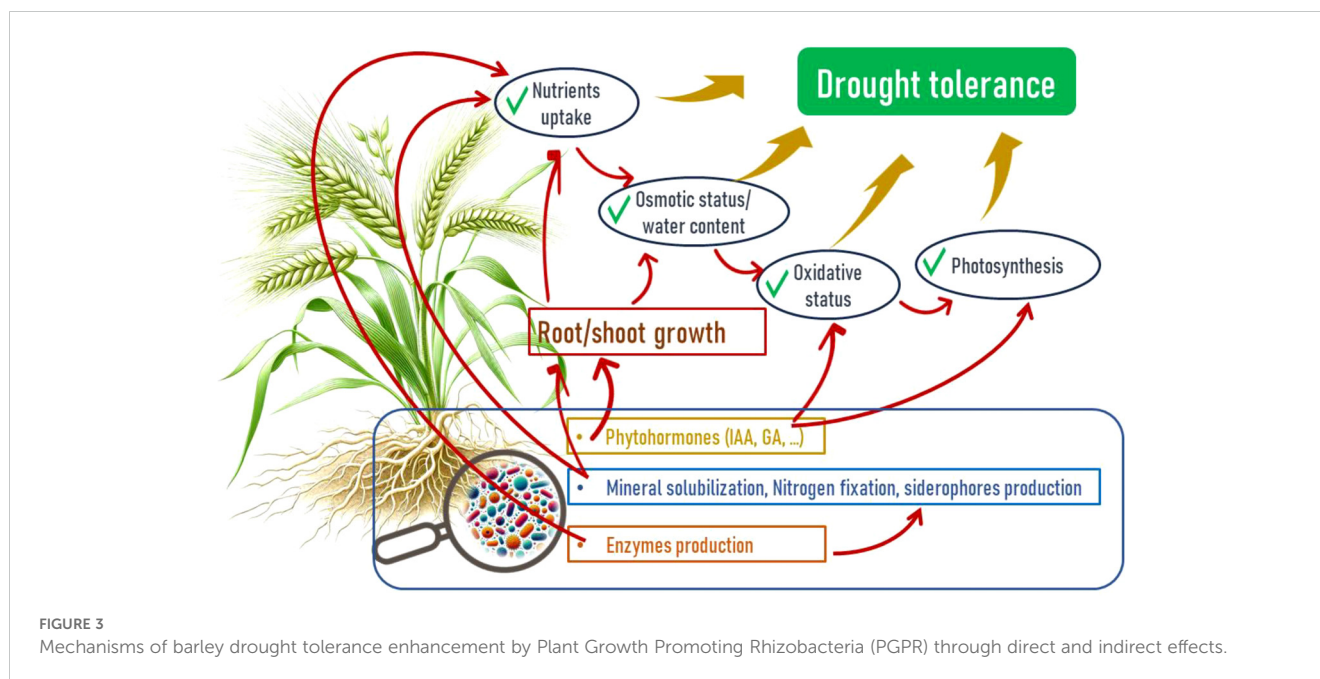 Drought tolerance
Nutrients
uptake
Osmotic status/
water content
Oxidative
status
Photosynthesis
Root/shoot growth
• Phytohormones (IAA, GA, ...)
• Mineral solubilization, Nitrogen fixation, siderophores production
• Enzymes production
FIGURE 3
Mechanisms of barley drought tolerance enhancement by Plant Growth Promoting Rhizobacteria (PGPR) through direct and indirect effects.